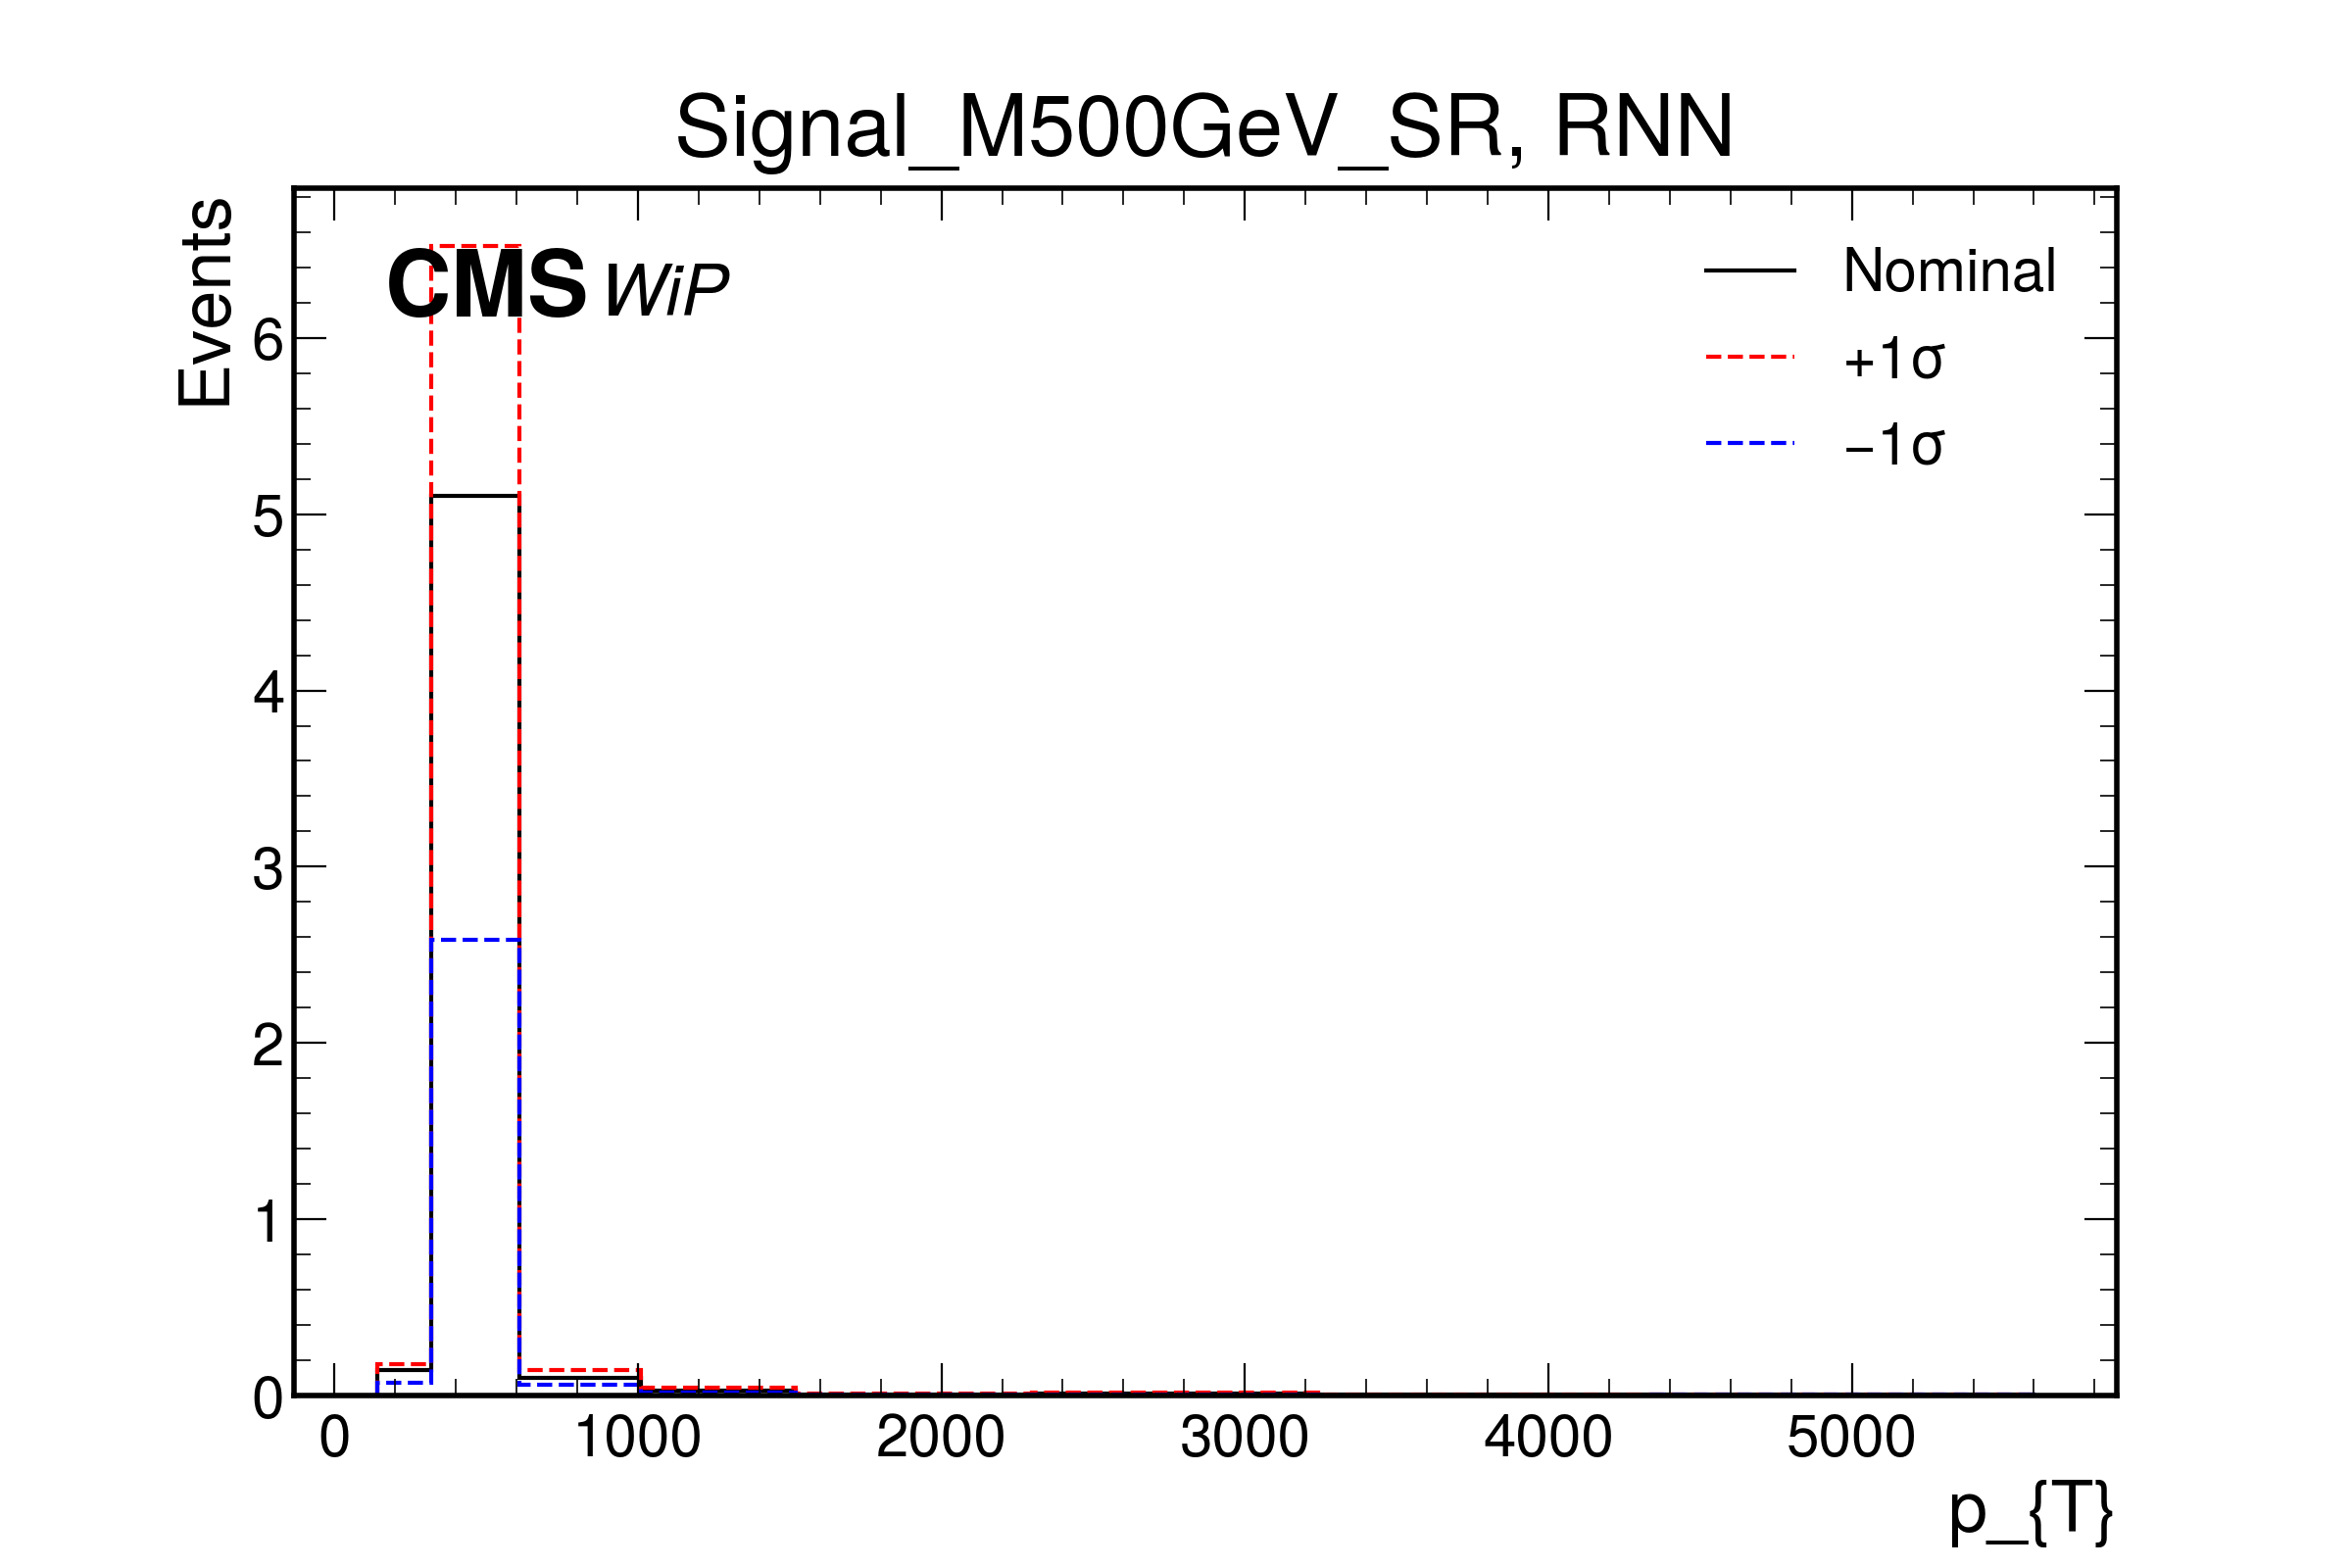 Signal_M500GeV_SR, RNN
Events
CMS WiP
Nominal
+1σ
−1σ
6
5
4
3
2
1
0
0 1000 2000 3000 4000 5000
p_{T}